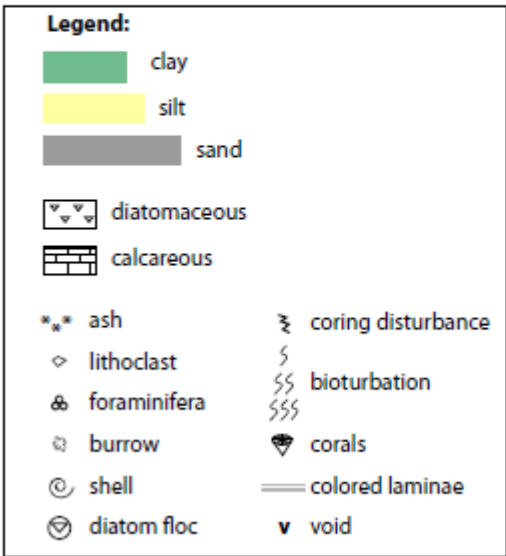 Legend:
clay
silt
sand
diatomaceous
calcareous
ash
lithoclast
foraminifera
burrow
shell
diatom floc
coring disturbance
bioturbation
corals
colored laminae
v void